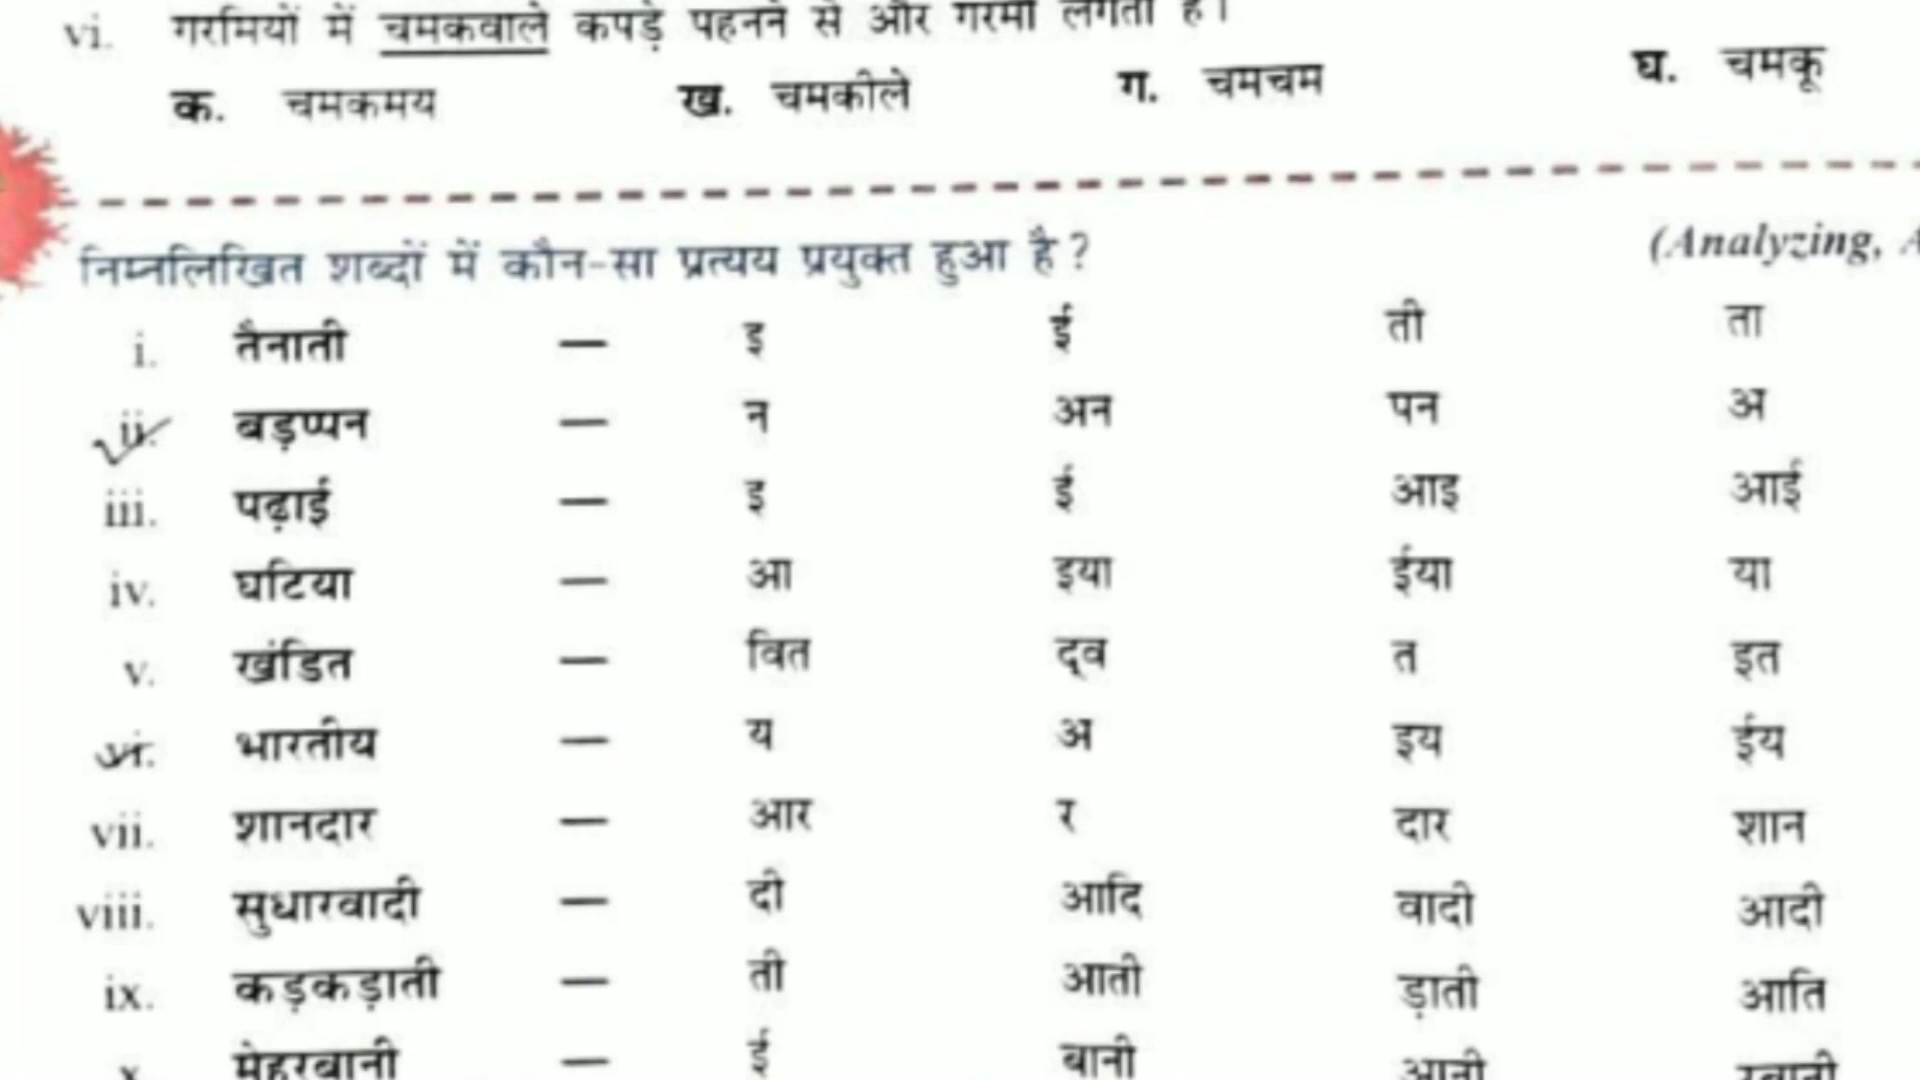 vi. गरमियों में चमकवाले कपड़े पहनने से और गरमी लगती है।
क. चमकमय ख. चमकीले ग. चमचम घ. चमकू
निम्नलिखित शब्दों में कौन-सा प्रत्यय प्रयुक्त हुआ है? (Analyzing,
i. तैनाती — इ ई ती ता
ii. बड़प्पन — न अन पन अ
iii. पढ़ाई — इ ई आइ आई
iv. घटिया — आ इया ईया या
v. खंडित — वित द्व त इत
vi. भारतीय — य अ इय ईय
vii. शानदार — आर र दार शान
viii. सुधारवादी — दी आदि वादी आदी
ix. कड़कड़ाती — ती आती ड़ाती आति
x. मेहरबानी — ई बानी आनी